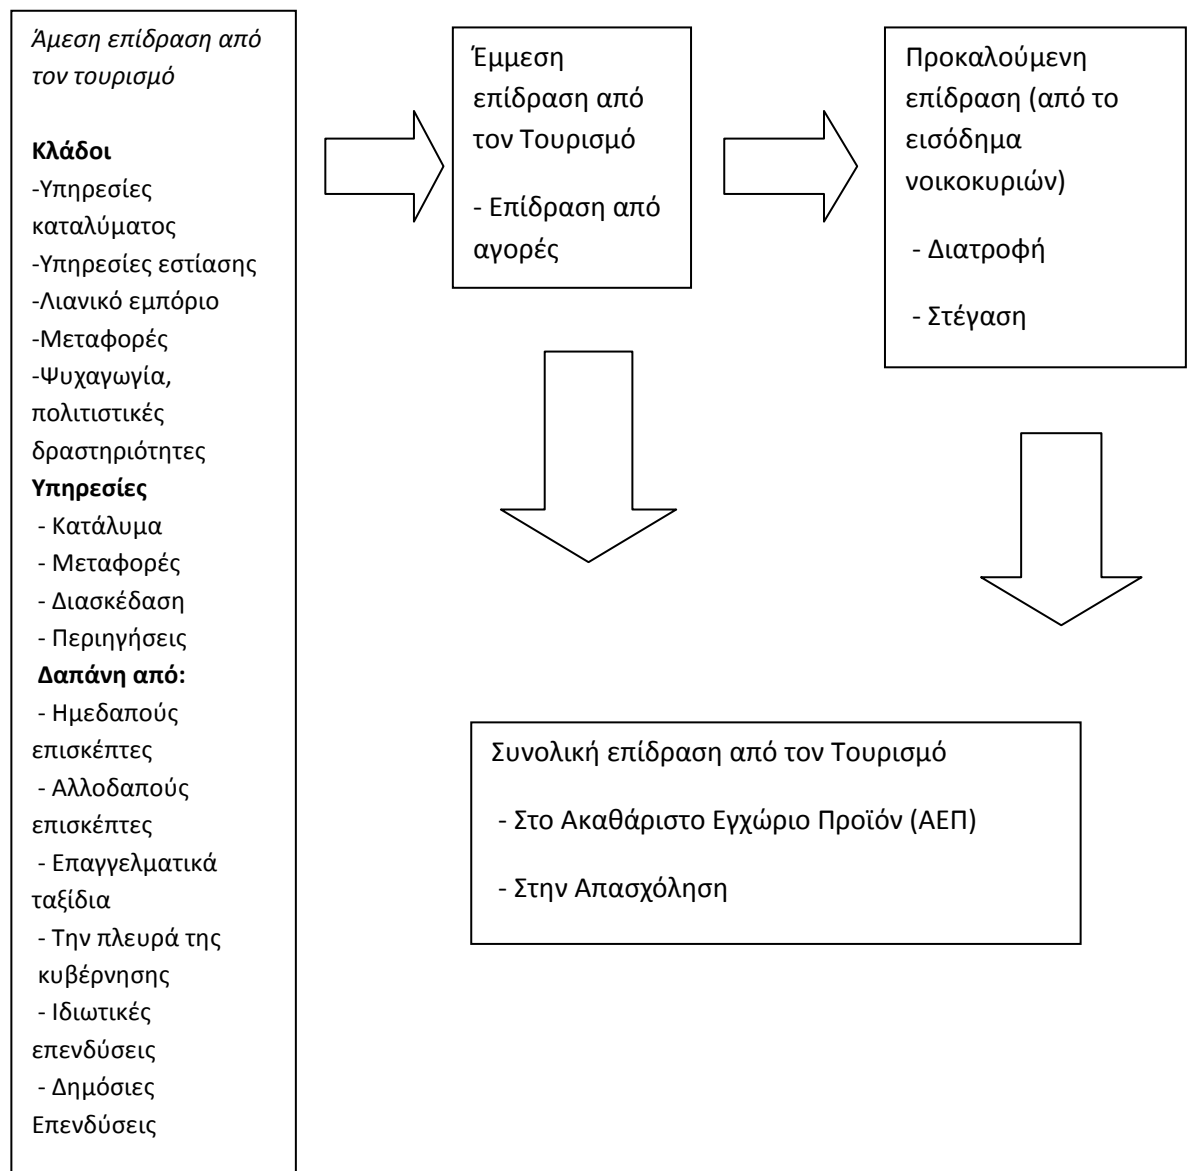 Άμεση επίδραση από
τον τουρισμό
Κλάδοι
-Υπηρεσίες
καταλύματος
-Υπηρεσίες εστίασης
-Λιανικό εμπόριο
-Μεταφορές
-Ψυχαγωγία,
πολιτιστικές
δραστηριότητες
Υπηρεσίες
- Κατάλυμα
- Μεταφορές
- Διασκέδαση
- Περιηγήσεις
Δαπάνη από:
- Ημεδαπούς
επισκέπτες
- Αλλοδαπούς
επισκέπτες
- Επαγγελματικά
ταξίδια
- Την πλευρά της
κυβέρνησης
- Ιδιωτικές
επενδύσεις
- Δημόσιες
Επενδύσεις
Έμμεση
επίδραση από
τον Τουρισμό
- Επίδραση από
αγορές
Προκαλούμενη
επίδραση (από το
εισόδημα
νοικοκυριών)
- Διατροφή
- Στέγαση
Συνολική επίδραση από τον Τουρισμό
- Στο Ακαθάριστο Εγχώριο Προϊόν (ΑΕΠ)
- Στην Απασχόληση